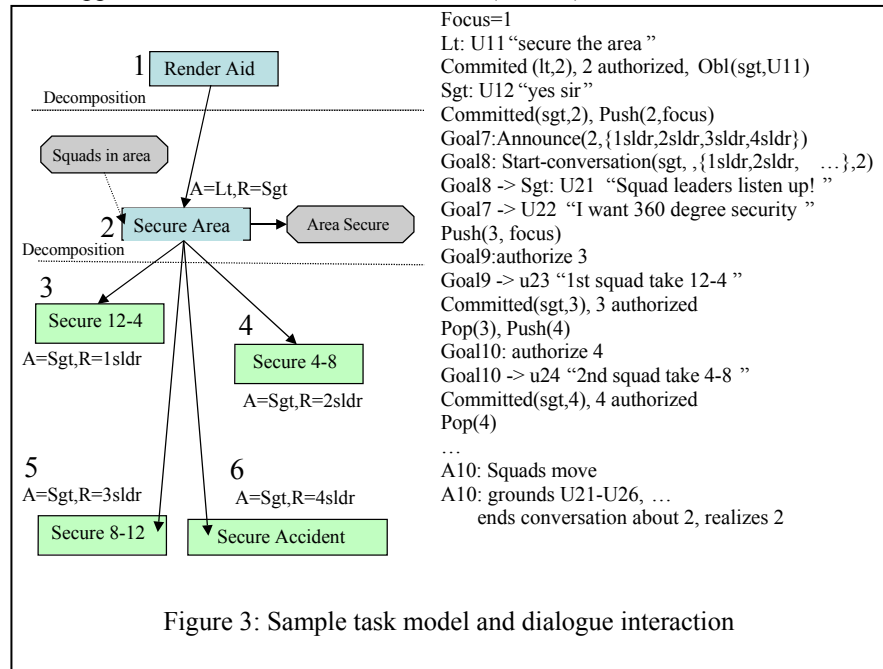 1
Render Aid
Decomposition
Squads in area
A=Lt,R=Sgt
2
Secure Area
Area Secure
Decomposition
3
Secure 12-4
A=Sgt,R=1sldr
4
Secure 4-8
A=Sgt,R=2sldr
5
A=Sgt,R=3sldr
Secure 8-12
6
A=Sgt,R=4sldr
Secure Accident
Focus=1
Lt: U11 “secure the area ”
Commited (lt,2), 2 authorized, Obl(sgt,U11)
Sgt: U12 “yes sir”
Committed(sgt,2), Push(2,focus)
Goal7:Announce(2,{1sldr,2sldr,3sldr,4sldr})
Goal8: Start-conversation(sgt, ,{1sldr,2sldr, …},2)
Goal8 -> Sgt: U21 “Squad leaders listen up! ”
Goal7 -> U22 “I want 360 degree security ”
Push(3, focus)
Goal9:authorize 3
Goal9 -> u23 “1st squad take 12-4 ”
Committed(sgt,3), 3 authorized
Pop(3), Push(4)
Goal10: authorize 4
Goal10 -> u24 “2nd squad take 4-8 ”
Committed(sgt,4), 4 authorized
Pop(4)
…
A10: Squads move
A10: grounds U21-U26, …
ends conversation about 2, realizes 2
Figure 3: Sample task model and dialogue interaction